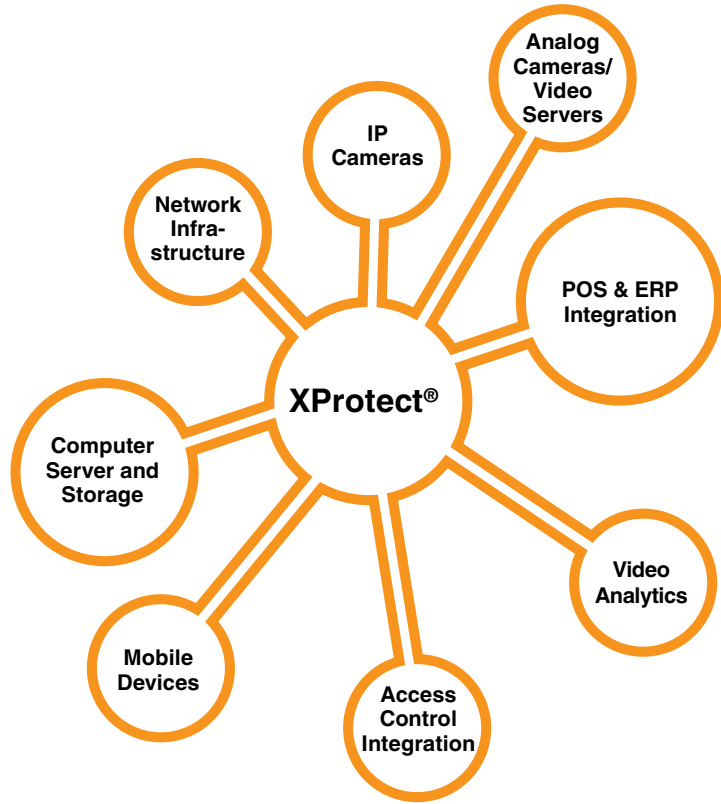 Analog
Cameras/
Video
Servers
IP
Cameras
Network
Infra-
structure
POS & ERP
Integration
XProtect®
Computer
Server and
Storage
Video
Analytics
Mobile
Devices
Access
Control
Integration